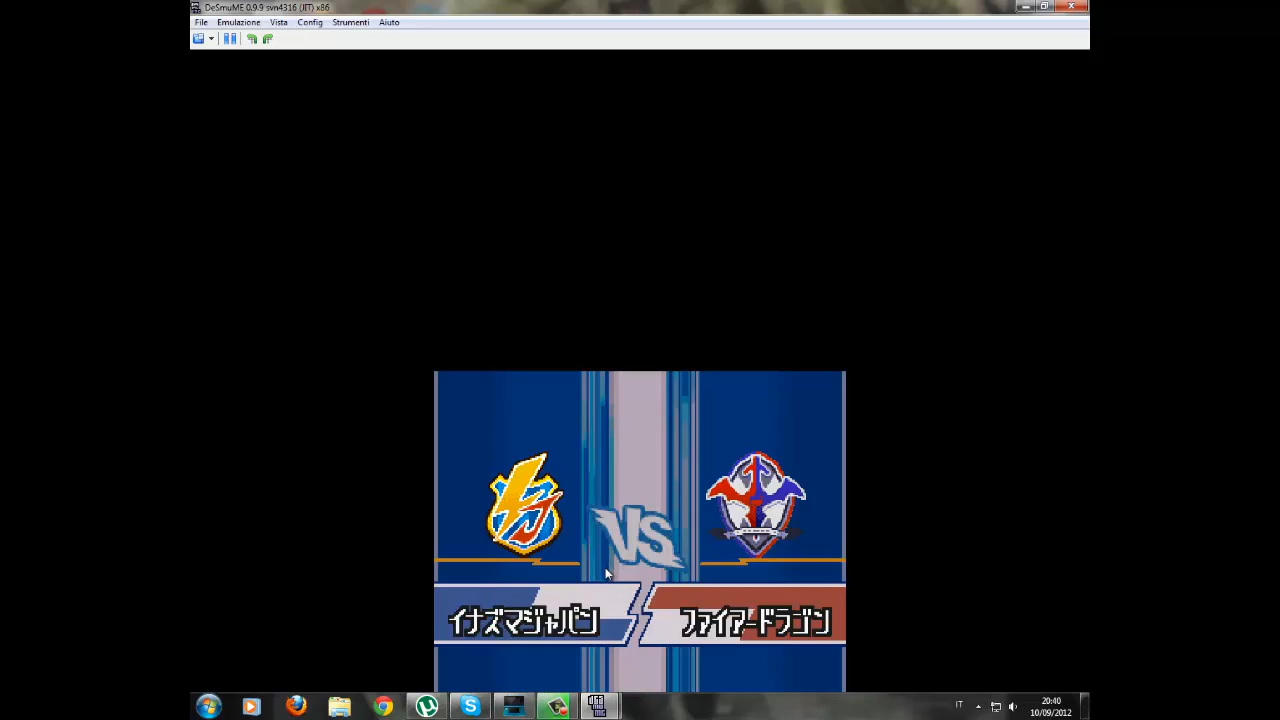 DeSmuME 0.9.9 svn4316 (JIT) x86
File Emulazione Vista Config Strumenti Aiuto
VS
イナズマジャパン ファイアードラゴン
IT 20:40
10/09/2012